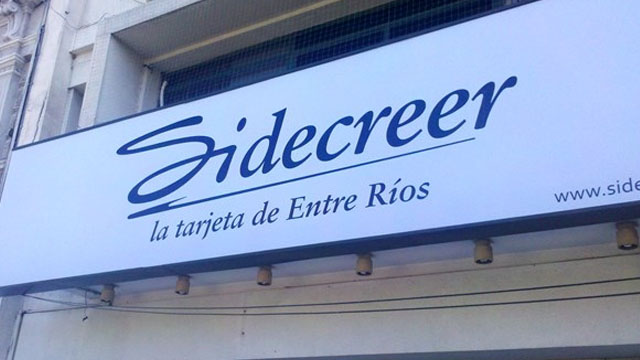 Sidecreer
la tarjeta de Entre Ríos
www.side